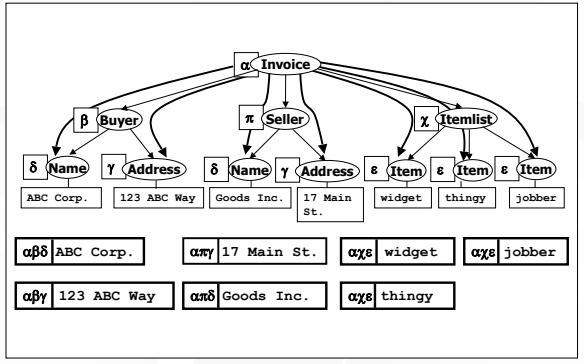 α Invoice
β Buyer π Seller χ Itemlist
δ Name γ Address δ Name γ Address ε Item ε Item ε Item
ABC Corp. 123 ABC Way Goods Inc. 17 Main widget thingy jobber
St.
αβδ ABC Corp. απγ 17 Main St. αχε widget αχε jobber
αβγ 123 ABC Way απδ Goods Inc. αχε thingy